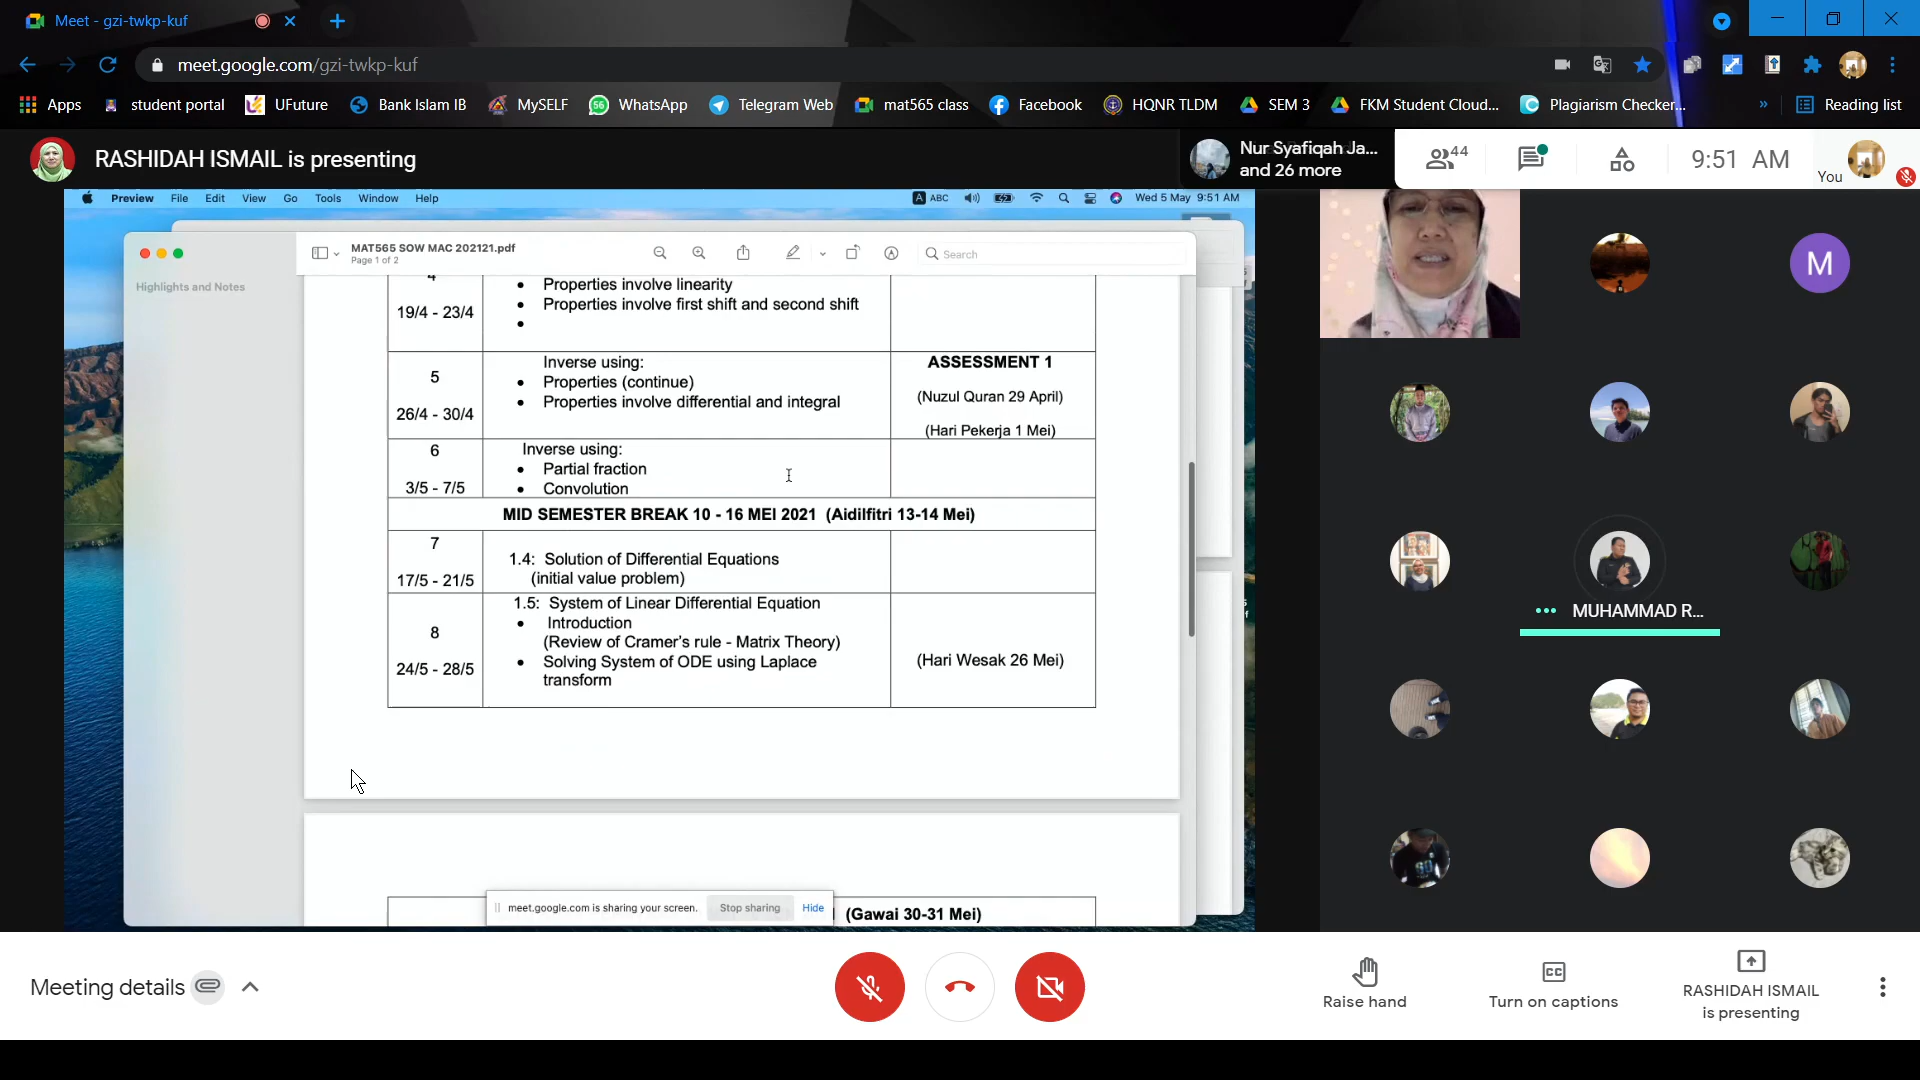 Meet - gzi-twkp-kuf
meet.google.com/gzi-twkp-kuf
Apps student portal UFuture Bank Islam IB MySELF 56 WhatsApp Telegram Web mat565 class Facebook HQNR TLDM SEM 3 FKM Student Cloud... Plagiarism Checker... » Reading list
RASHIDAH ISMAIL is presenting
Nur Syafiqah Ja...
and 26 more
44
9:51 AM
You
Preview File Edit View Go Tools Window Help
A ABC Wed 5 May 9:51 AM
MAT565 SOW MAC 202121.pdf
Page 1 of 2
Search
Highlights and Notes
4
19/4 - 23/4
• Properties involve linearity
• Properties involve first shift and second shift
•
5
26/4 - 30/4
Inverse using:
• Properties (continue)
• Properties involve differential and integral
ASSESSMENT 1
(Nuzul Quran 29 April)
(Hari Pekerja 1 Mei)
6
3/5 - 7/5
Inverse using:
• Partial fraction
• Convolution
MID SEMESTER BREAK 10 - 16 MEI 2021 (Aidilfitri 13-14 Mei)
7
17/5 - 21/5
1.4: Solution of Differential Equations
(initial value problem)
8
24/5 - 28/5
1.5: System of Linear Differential Equation
• Introduction
(Review of Cramer's rule - Matrix Theory)
• Solving System of ODE using Laplace
transform
(Hari Wesak 26 Mei)
(Gawai 30-31 Mei)
meet.google.com is sharing your screen. Stop sharing Hide
M
MUHAMMAD R...
Meeting details
Raise hand
Turn on captions
RASHIDAH ISMAIL
is presenting